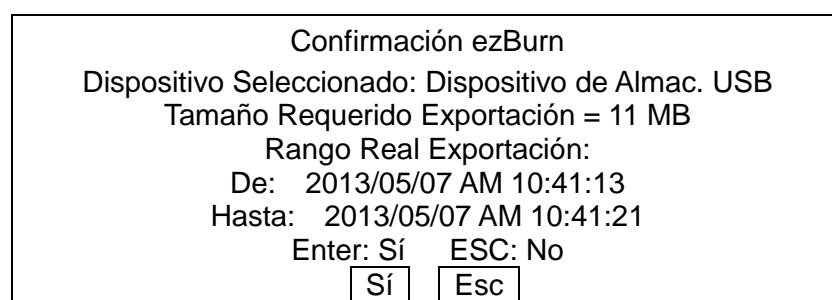 Confirmación ezBurn
Dispositivo Seleccionado: Dispositivo de Almac. USB
Tamaño Requerido Exportación = 11 MB
Rango Real Exportación:
De: 2013/05/07 AM 10:41:13
Hasta: 2013/05/07 AM 10:41:21
Enter: Sí ESC: No
Sí Esc